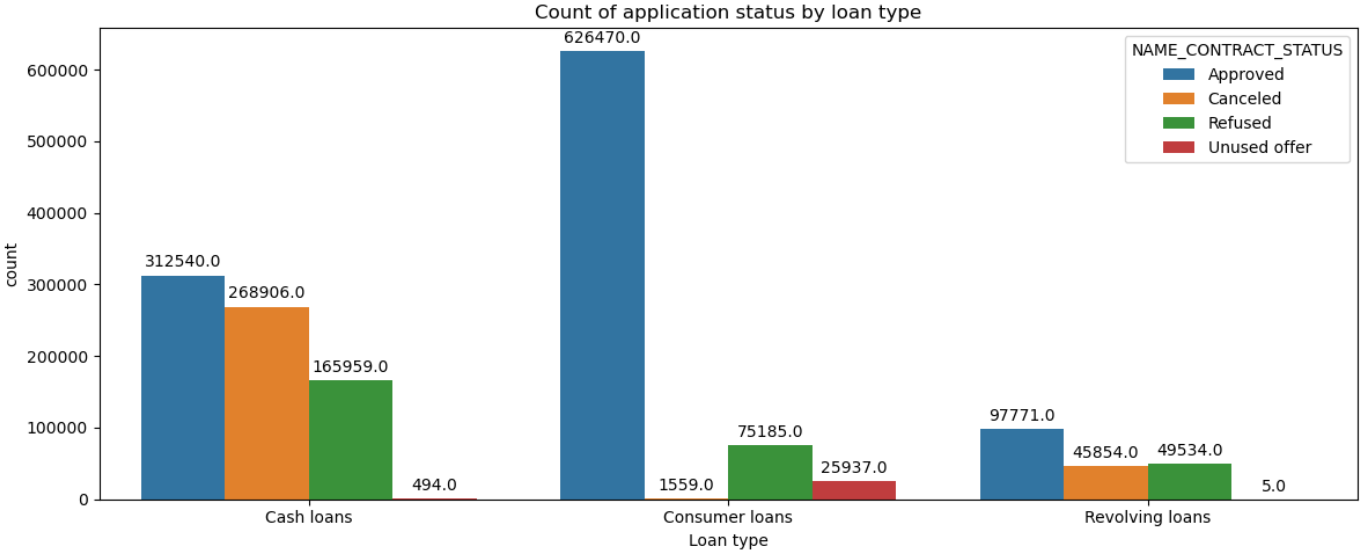 Count of application status by loan type
NAME_CONTRACT_STATUS
Approved
Canceled
Refused
Unused offer
count
600000
500000
400000
300000
200000
100000
0
312540.0
268906.0
165959.0
494.0
626470.0
1559.0
75185.0
25937.0
97771.0
45854.0
49534.0
5.0
Cash loans
Consumer loans
Revolving loans
Loan type